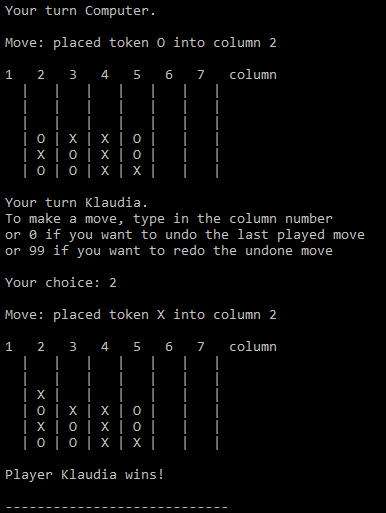 Your turn Computer.
Move: placed token O into column 2
1 2 3 4 5 6 7 column
| | | | | | |
| | | | | | |
| | | | | | |
| O | X | X | O | | |
| X | O | O | O | | |
| O | O | X | X | | |
Your turn Klaudia.
To make a move, type in the column number
or 0 if you want to undo the last played move
or 99 if you want to redo the undone move
Your choice: 2
Move: placed token X into column 2
1 2 3 4 5 6 7 column
| | | | | | |
| | | | | | |
| X | | | | | |
| O | X | X | O | | |
| X | O | O | O | | |
| O | O | X | X | | |
Player Klaudia wins!
----------------------------